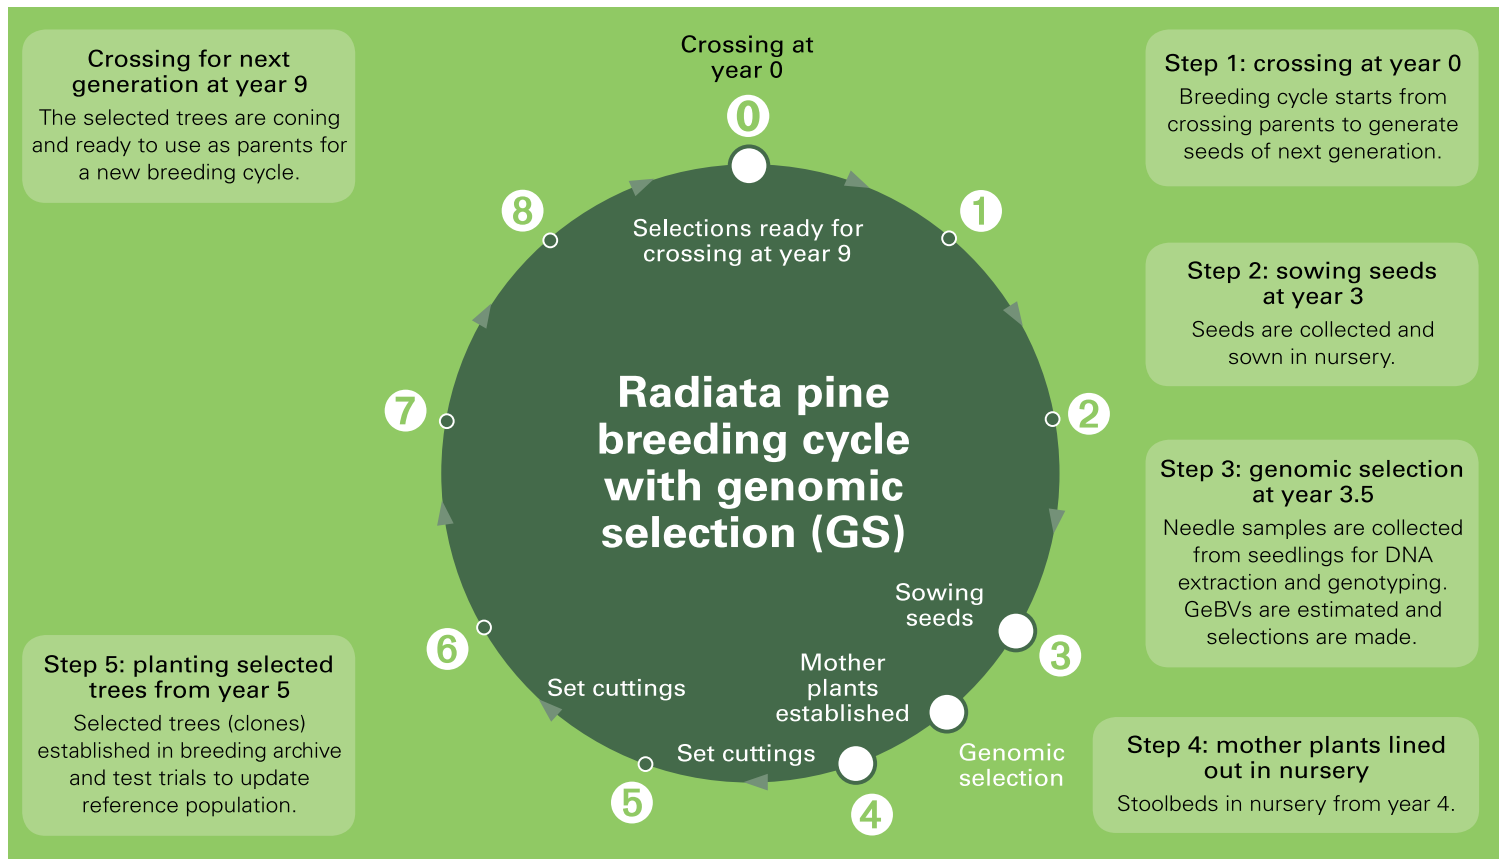 Crossing for next
generation at year 9
The selected trees are coning
and ready to use as parents for
a new breeding cycle.
Crossing at
year 0
0
Step 1: crossing at year 0
Breeding cycle starts from
crossing parents to generate
seeds of next generation.
8
1
Selections ready for
crossing at year 9
Step 2: sowing seeds
at year 3
Seeds are collected and
sown in nursery.
7
2
Radiata pine
breeding cycle
with genomic
selection (GS)
Step 3: genomic selection
at year 3.5
Needle samples are collected
from seedlings for DNA
extraction and genotyping.
GeBVs are estimated and
selections are made.
Sowing
seeds
3
6
Mother
plants
established
Genomic
selection
Set cuttings
Set cuttings
5
4
Step 5: planting selected
trees from year 5
Selected trees (clones)
established in breeding archive
and test trials to update
reference population.
Step 4: mother plants lined
out in nursery
Stoolbeds in nursery from year 4.